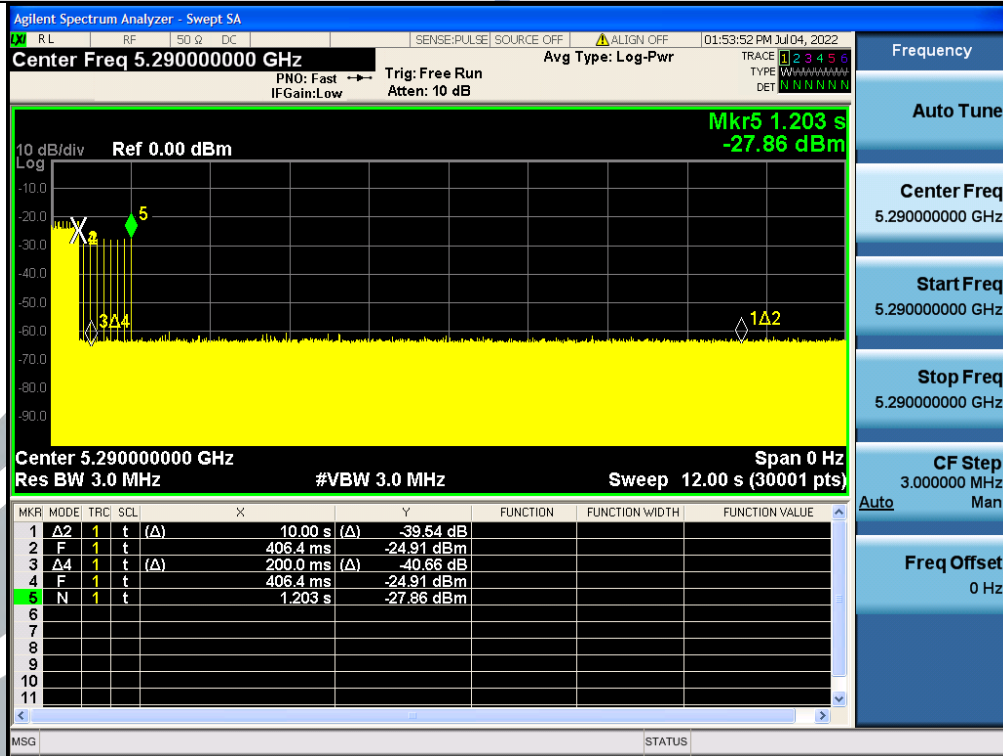 Agilent Spectrum Analyzer - Swept SA
LXI RL RF 50 Ω DC SENSE:PULSE SOURCE OFF ALIGN OFF 01:53:52 PM Jul 04, 2022
Center Freq 5.290000000 GHz
PNO: Fast
IFGain:Low
Trig: Free Run
Atten: 10 dB
Avg Type: Log-Pwr
TRACE 1 2 3 4 5 6
TYPE WWWWWW
DET N N N N N N
Mkr5 1.203 s
-27.86 dBm
10 dB/div Ref 0.00 dBm
Log
-10.0
-20.0
-30.0
-40.0
-50.0
-60.0
-70.0
-80.0
-90.0
5
3Δ4
1Δ2
Center 5.290000000 GHz Span 0 Hz
Res BW 3.0 MHz #VBW 3.0 MHz Sweep 12.00 s (30001 pts)
MKR MODE TRC SCL X Y FUNCTION FUNCTION WIDTH FUNCTION VALUE
1 Δ2 1 t (Δ) 10.00 s (Δ) -39.54 dB
2 F 1 t 406.4 ms -24.91 dBm
3 Δ4 1 t (Δ) 200.0 ms (Δ) -40.66 dB
4 F 1 t 406.4 ms -24.91 dBm
5 N 1 t 1.203 s -27.86 dBm
6
7
8
9
10
11
MSG STATUS
Frequency
Auto Tune
Center Freq
5.290000000 GHz
Start Freq
5.290000000 GHz
Stop Freq
5.290000000 GHz
CF Step
3.000000 MHz
Auto Man
Freq Offset
0 Hz